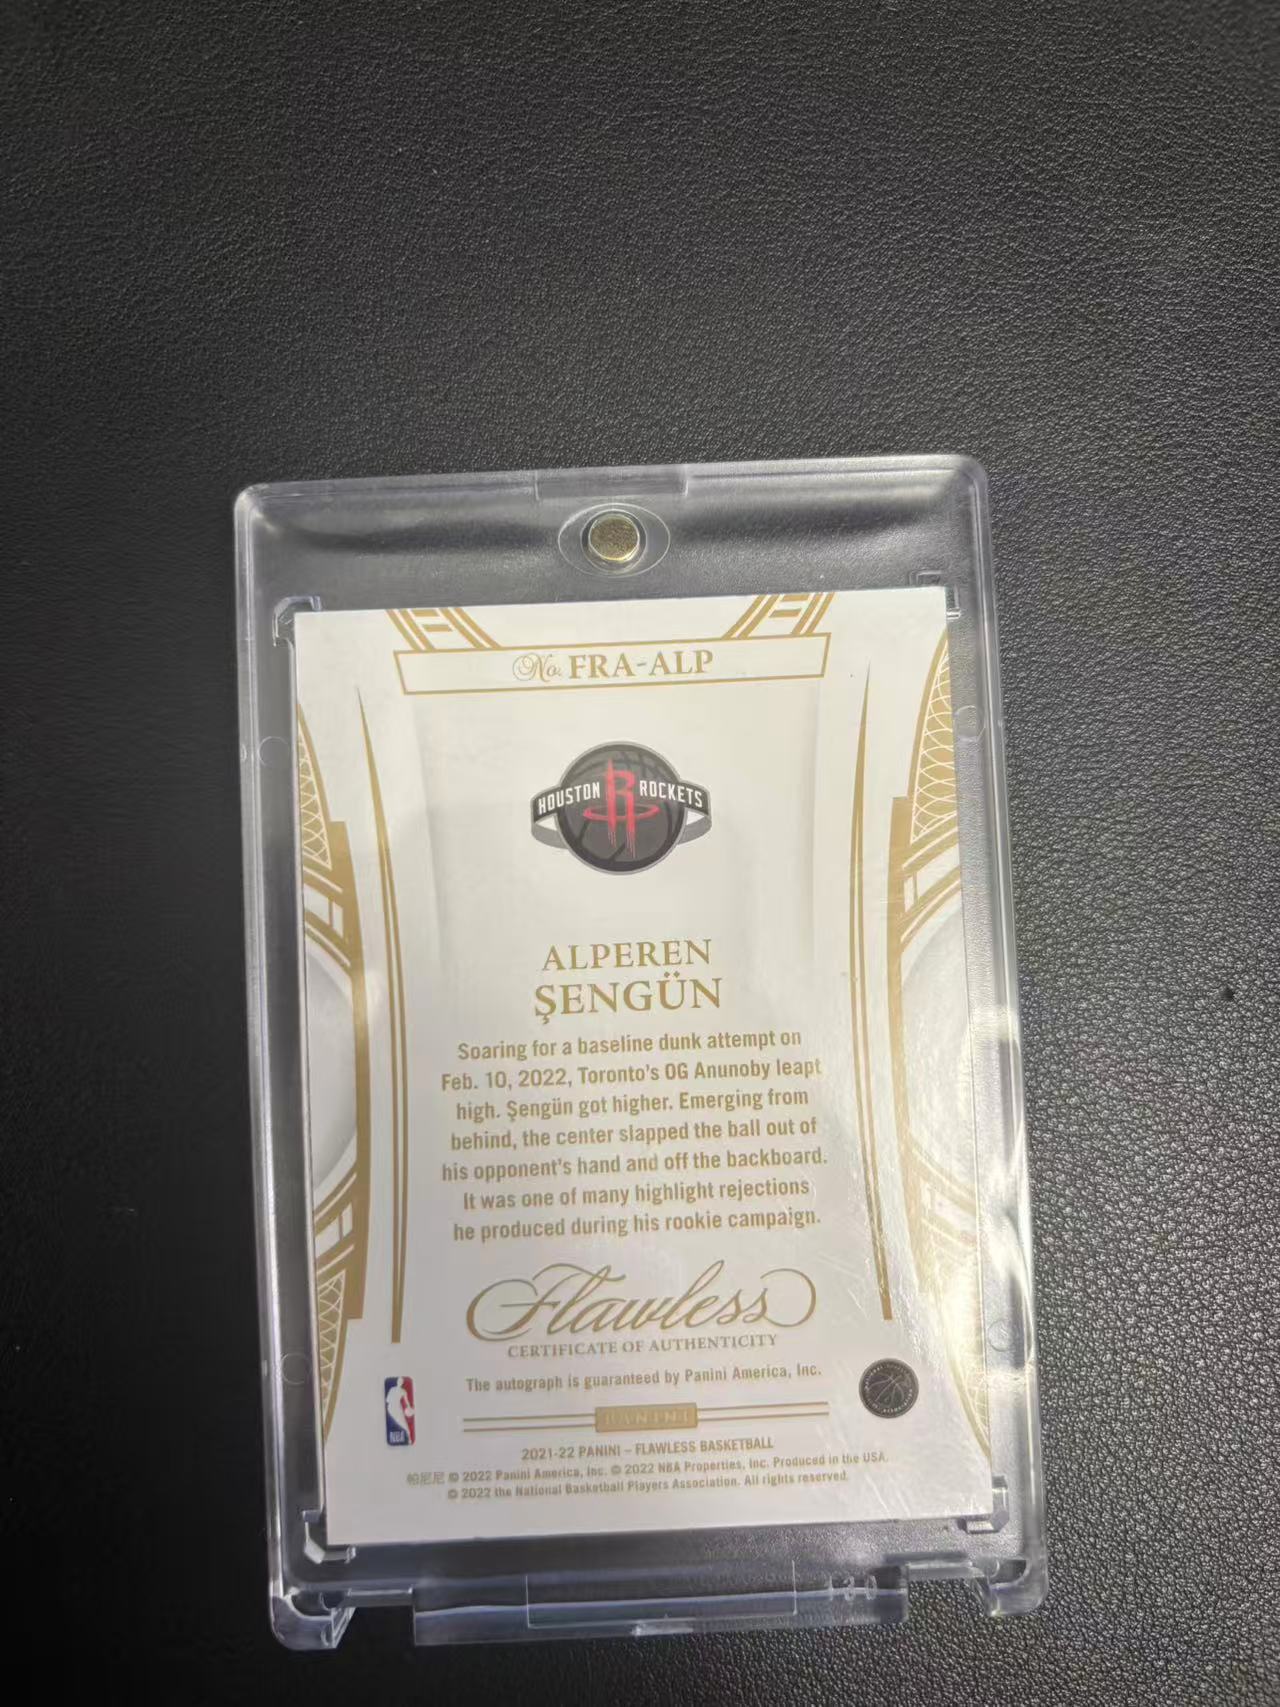 No. FRA-ALP
HOUSTON ROCKETS
ALPEREN
ŞENGÜN
Soaring for a baseline dunk attempt on
Feb. 10, 2022, Toronto's OG Anunoby leapt
high. Şengün got higher. Emerging from
behind, the center slapped the ball out of
his opponent's hand and off the backboard.
It was one of many highlight rejections
he produced during his rookie campaign.
Flawless
CERTIFICATE OF AUTHENTICITY
The autograph is guaranteed by Panini America, Inc.
NBA
PANINI
2021-22 PANINI – FLAWLESS BASKETBALL
帕尼尼 © 2022 Panini America, Inc. © 2022 NBA Properties, Inc. Produced in the USA.
© 2022 the National Basketball Players Association. All rights reserved.
130